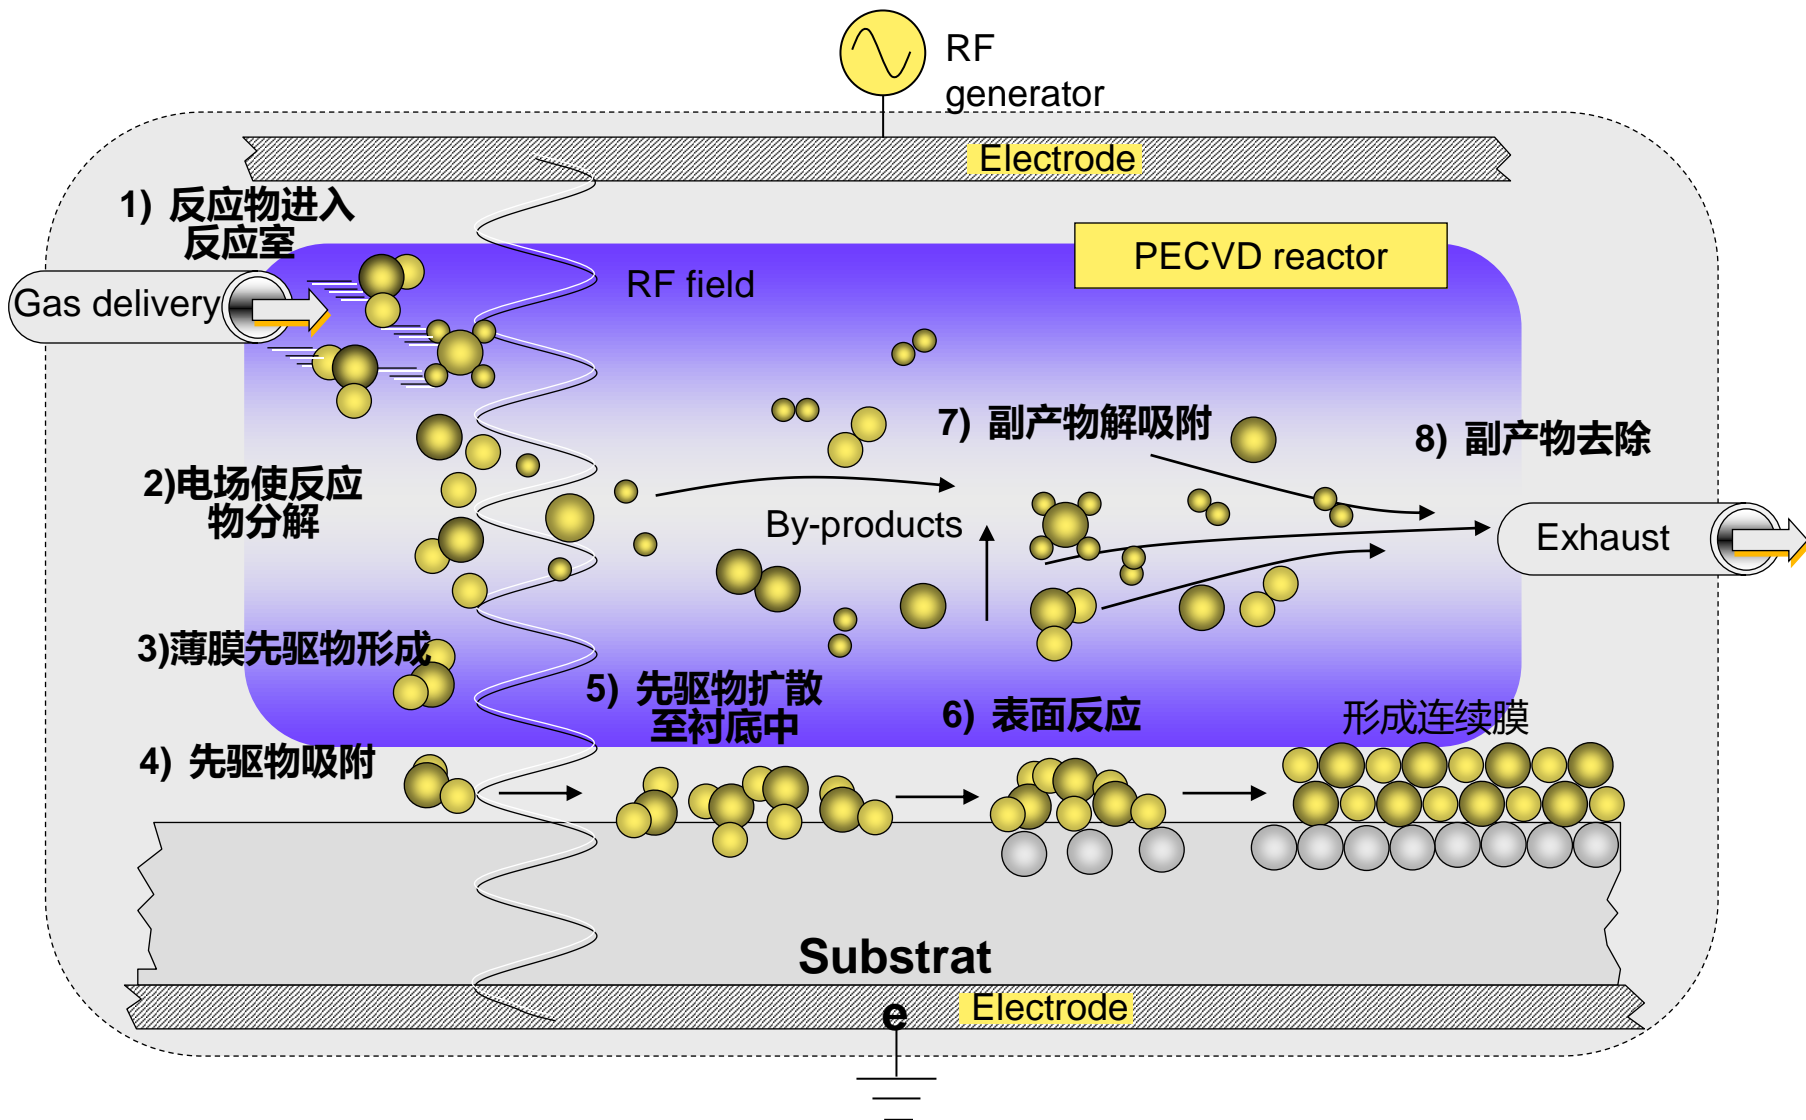 RF
generator
Electrode
1) 反应物进入
反应室
PECVD reactor
Gas delivery
RF field
7) 副产物解吸附
8) 副产物去除
2)电场使反应
物分解
By-products
Exhaust
3)薄膜先驱物形成
5) 先驱物扩散
至衬底中
6) 表面反应
形成连续膜
4) 先驱物吸附
Substrat
e
Electrode